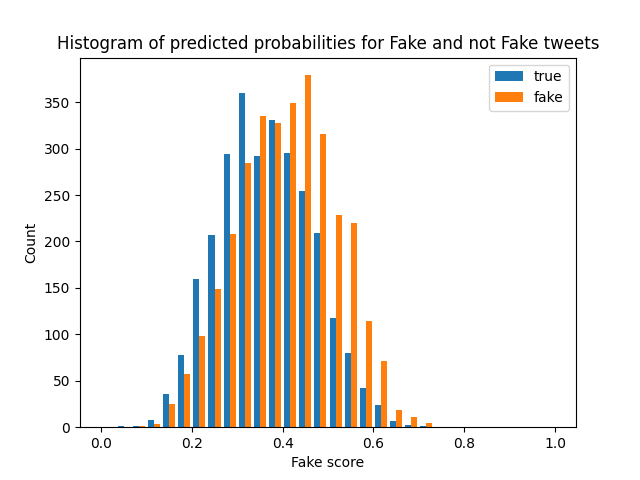 Histogram of predicted probabilities for Fake and not Fake tweets
true
fake
350
300
250
200
150
100
50
0
Count
0.0 0.2 0.4 0.6 0.8 1.0
Fake score